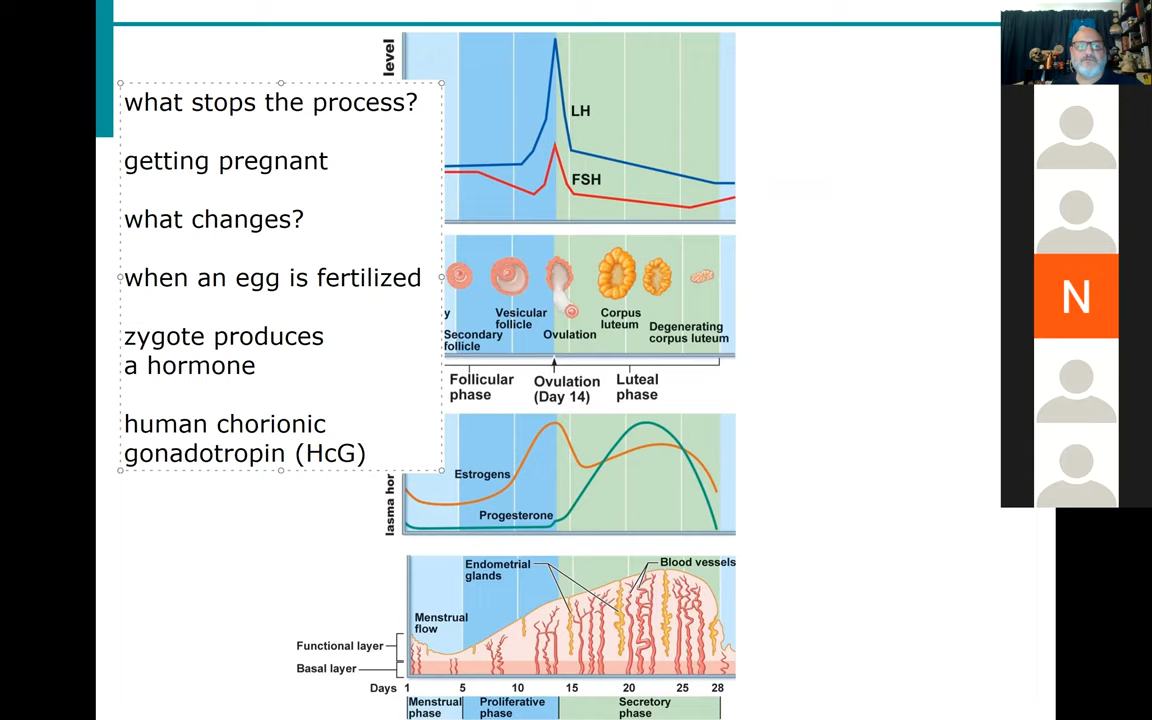 level
what stops the process?
LH
getting pregnant
FSH
what changes?
when an egg is fertilized
zygote produces
a hormone
human chorionic
gonadotropin (HcG)
y
Secondary
follicle
Vesicular
follicle
Ovulation
Corpus
luteum
Degenerating
corpus luteum
Follicular
phase
Ovulation
(Day 14)
Luteal
phase
lasma hor
Estrogens
Progesterone
Endometrial
glands
Blood vessels
Menstrual
flow
Functional layer
Basal layer
Days 1 5 10 15 20 25 28
Menstrual
phase
Proliferative
phase
Secretory
phase
N